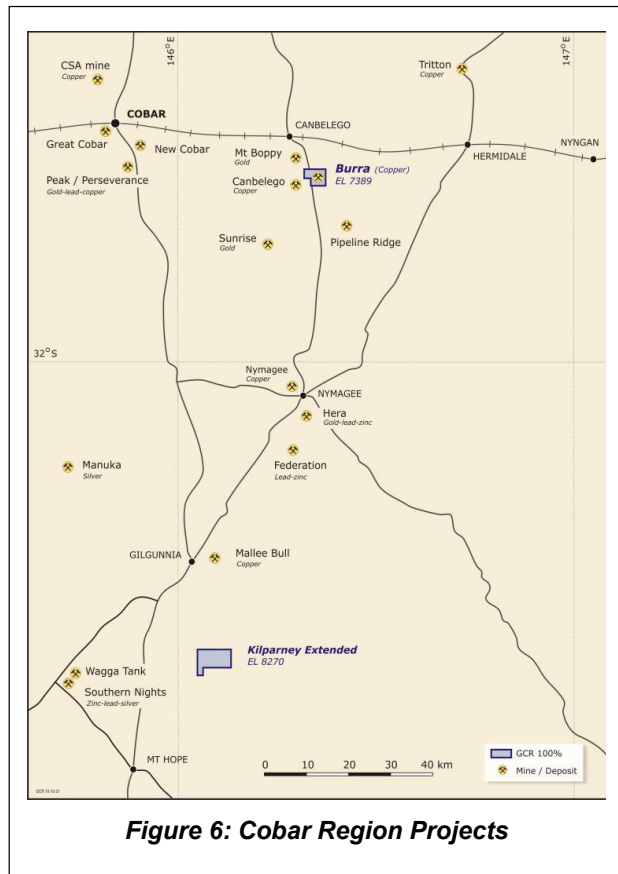 146°E
147°E
CSA mine
Copper
Tritton
Copper
COBAR
CANBELEGO
Great Cobar
New Cobar
Mt Boppy
Gold
HERMIDALE
NYNGAN
Peak / Perseverance
Gold-lead-copper
Canbelego
Copper
Burra (Copper)
EL 7389
Sunrise
Gold
Pipeline Ridge
32°S
Nymagee
Copper
NYMAGEE
Hera
Gold-lead-zinc
Manuka
Silver
Federation
Lead-zinc
GILGUNNIA
Mallee Bull
Copper
Kilparney Extended
EL 8270
Wagga Tank
Southern Nights
Zinc-lead-silver
MT HOPE
0 10 20 30 40 km
GCR 100%
Mine / Deposit
Figure 6: Cobar Region Projects